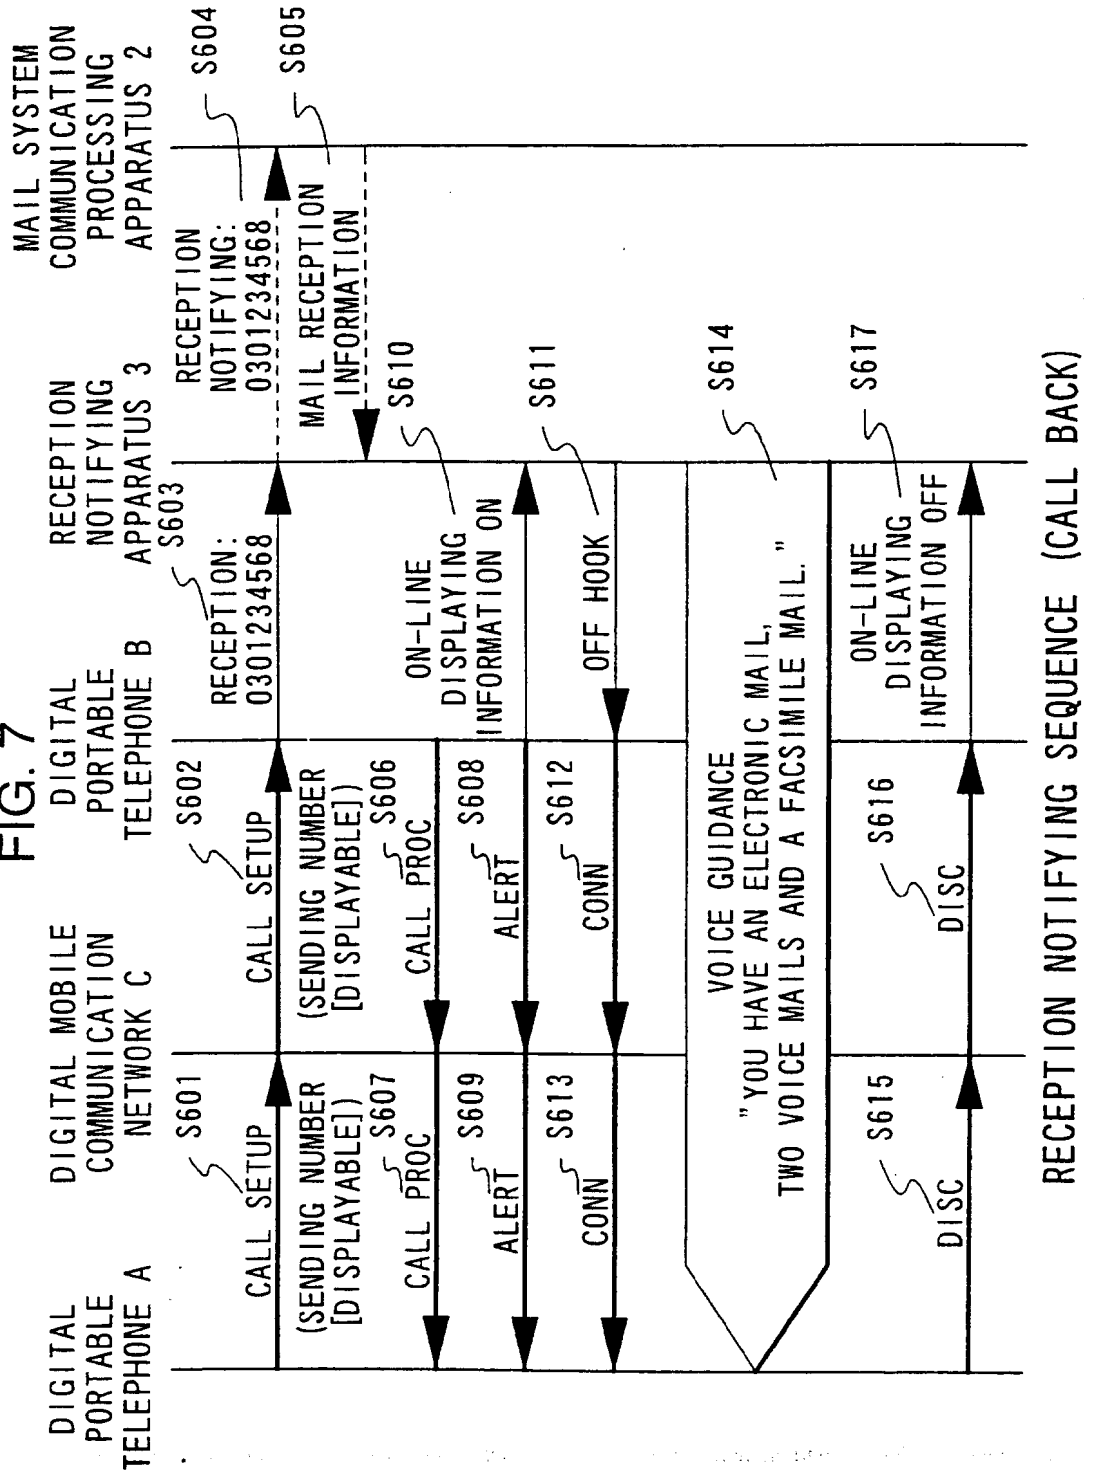 FIG. 7
DIGITAL
PORTABLE
TELEPHONE A
DIGITAL MOBILE
COMMUNICATION
NETWORK C
DIGITAL
PORTABLE
TELEPHONE B
RECEPTION
NOTIFYING
APPARATUS 3
MAIL SYSTEM
COMMUNICATION
PROCESSING
APPARATUS 2
S601
CALL SETUP
(SENDING NUMBER
[DISPLAYABLE])
S602
CALL SETUP
(SENDING NUMBER
[DISPLAYABLE])
S603
RECEPTION:
0301234568
S604
RECEPTION
NOTIFYING:
0301234568
S605
MAIL RECEPTION
INFORMATION
S607
CALL PROC
S606
CALL PROC
S609
ALERT
S608
ALERT
S610
ON-LINE
DISPLAYING
INFORMATION ON
S613
CONN
S612
CONN
S611
OFF HOOK
S614
VOICE GUIDANCE
"YOU HAVE AN ELECTRONIC MAIL,
TWO VOICE MAILS AND A FACSIMILE MAIL."
S615
DISC
S616
DISC
S617
ON-LINE
DISPLAYING
INFORMATION OFF
RECEPTION NOTIFYING SEQUENCE (CALL BACK)